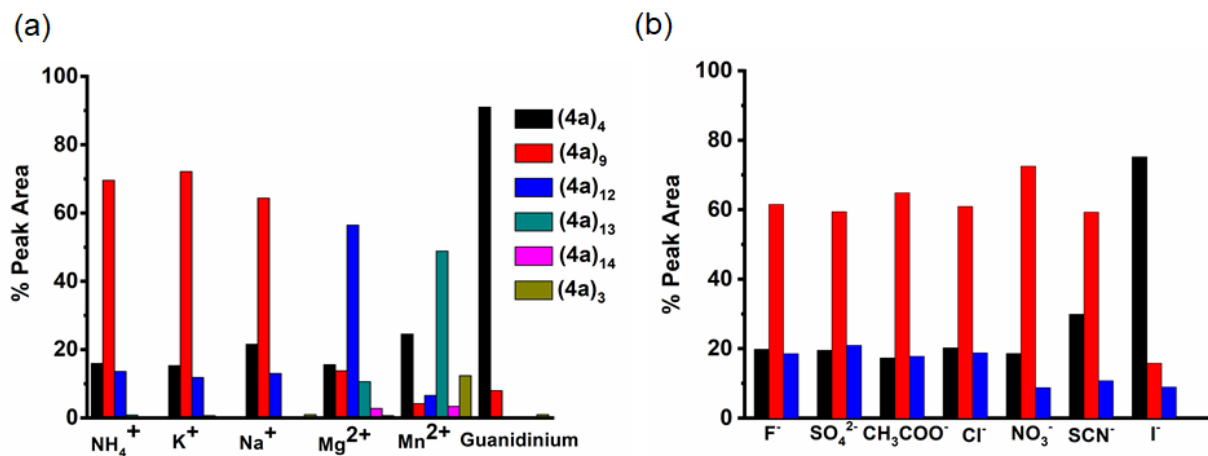 (a)
% Peak Area
100
80
60
40
20
0
NH₄⁺ K⁺ Na⁺ Mg²⁺ Mn²⁺ Guanidinium
(4a)₄
(4a)₉
(4a)₁₂
(4a)₁₃
(4a)₁₄
(4a)₃
(b)
% Peak Area
100
80
60
40
20
0
F⁻ SO₄²⁻ CH₃COO⁻ Cl⁻ NO₃⁻ SCN⁻ I⁻